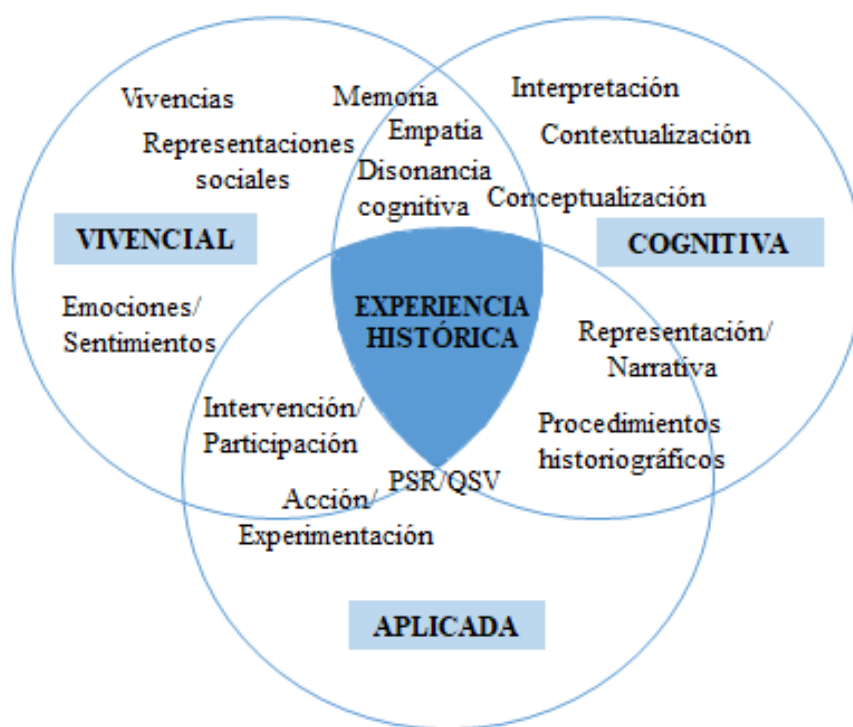 Vivencias
Representaciones
sociales
VIVENCIAL
Emociones/
Sentimientos
Memoria
Empatía
Disonancia
cognitiva
Interpretación
Contextualización
Conceptualización
COGNITIVA
EXPERIENCIA
HISTÓRICA
Representación/
Narrativa
Procedimientos
historiográficos
Intervención/
Participación
PSR/QSV
Acción/
Experimentación
APLICADA